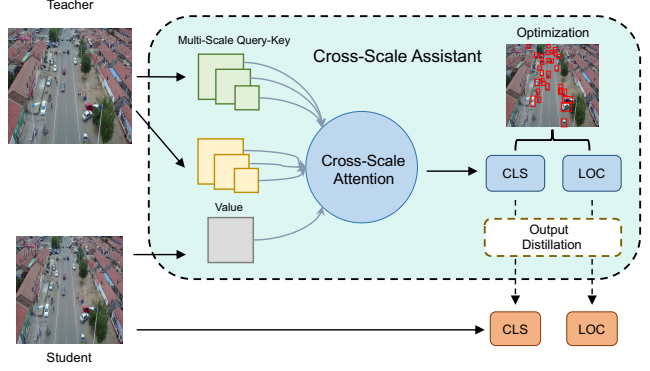 Teacher
Multi-Scale Query-Key
Cross-Scale Assistant
Optimization
Cross-Scale
Attention
CLS
LOC
Value
Output
Distillation
CLS
LOC
Student